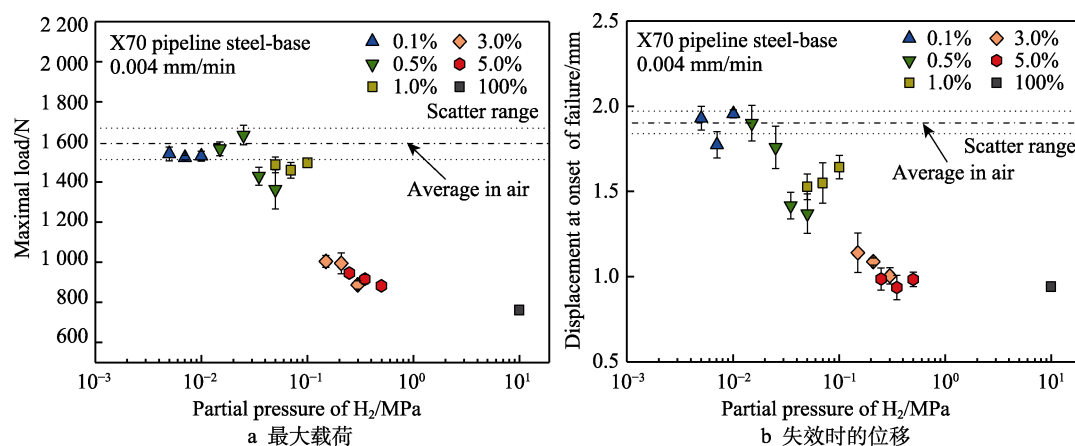 2 200
2 000
1 800
1 600
1 400
1 200
1 000
800
600
Maximal load/N
X70 pipeline steel-base
0.004 mm/min
0.1%
0.5%
1.0%
3.0%
5.0%
100%
Scatter range
Average in air
10⁻³
10⁻²
10⁻¹
10⁰
10¹
Partial pressure of H₂/MPa
a 最大载荷
2.5
2.0
1.5
1.0
0.5
Displacement at onset of failure/mm
X70 pipeline steel-base
0.004 mm/min
0.1%
0.5%
1.0%
3.0%
5.0%
100%
Scatter range
Average in air
10⁻³
10⁻²
10⁻¹
10⁰
10¹
Partial pressure of H₂/MPa
b 失效时的位移